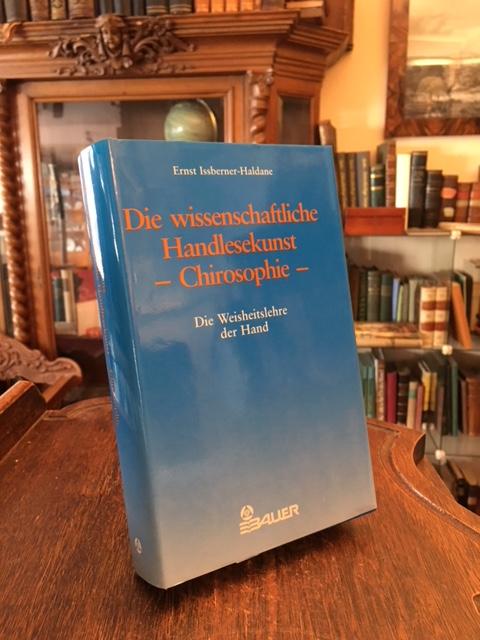 Ernst Issberner-Haldane
Die wissenschaftliche
Handlesekunst
– Chirosophie –
Die Weisheitslehre
der Hand
BAUER